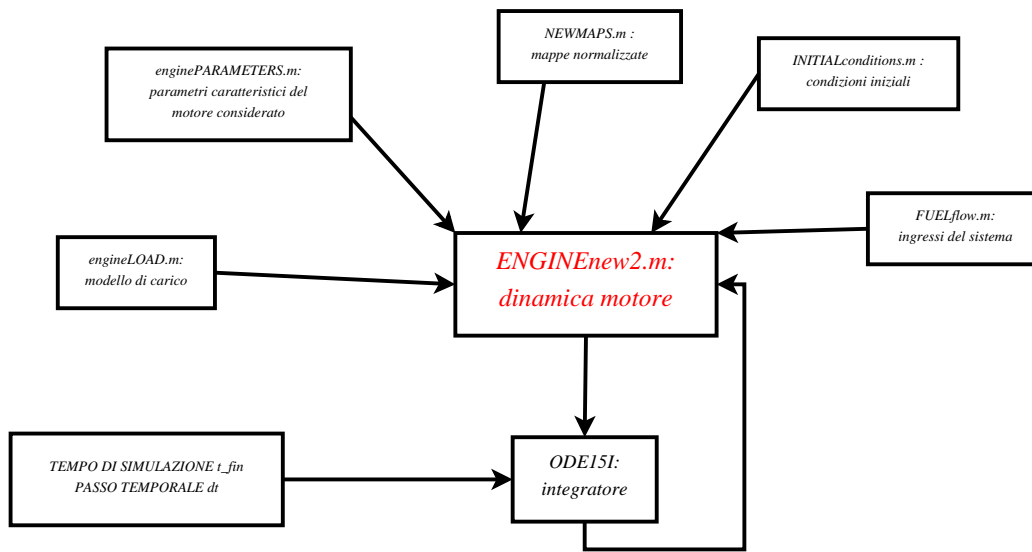 NEWMAPS.m :
mappe normalizzate
enginePARAMETERS.m:
parametri caratteristici del
motore considerato
INITIALconditions.m :
condizioni iniziali
FUELflow.m:
ingressi del sistema
engineLOAD.m:
modello di carico
ENGINEnew2.m:
dinamica motore
TEMPO DI SIMULAZIONE t_fin
PASSO TEMPORALE dt
ODE15I:
integratore